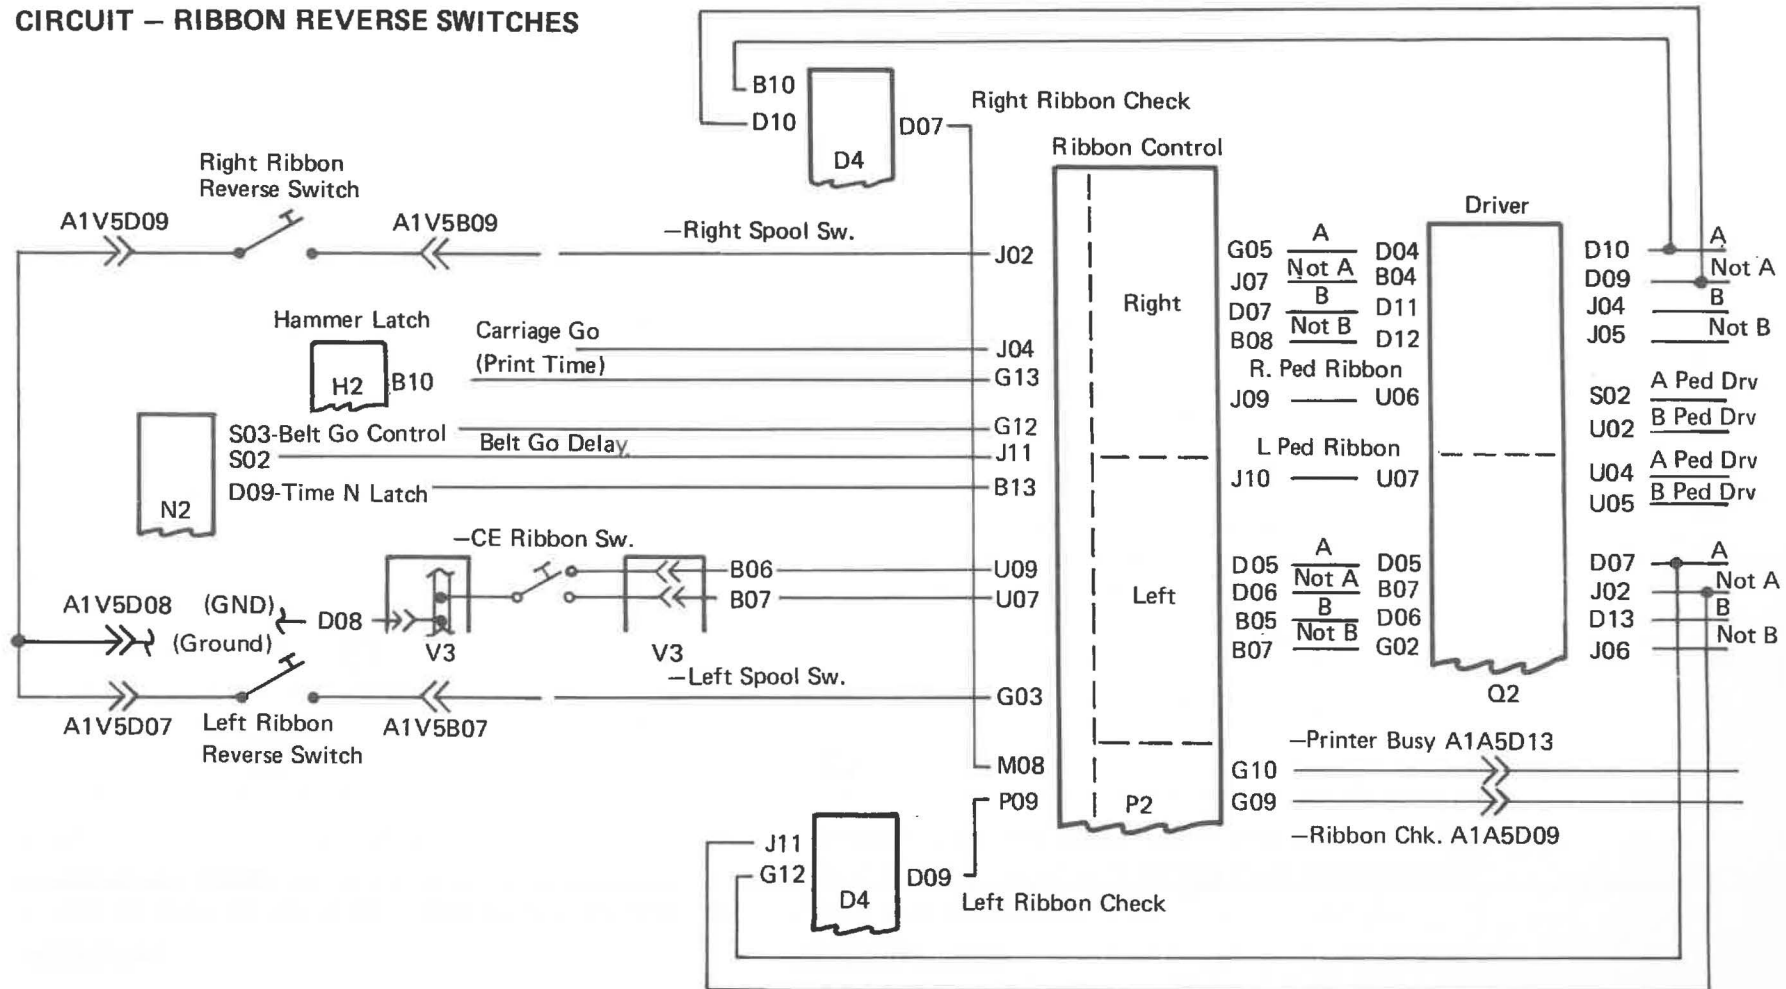 CIRCUIT – RIBBON REVERSE SWITCHES
B10
D10
D4
D07
Right Ribbon Check
Ribbon Control
Right Ribbon
Reverse Switch
A1V5D09
A1V5B09
–Right Spool Sw.
J02
Hammer Latch
H2
B10
Carriage Go
(Print Time)
J04
G13
N2
S03-Belt Go Control
S02
Belt Go Delay
D09-Time N Latch
G12
J11
B13
–CE Ribbon Sw.
B06
B07
U09
U07
A1V5D08
(GND)
(Ground)
D08
V3
V3
–Left Spool Sw.
G03
A1V5D07
Left Ribbon
Reverse Switch
A1V5B07
M08
P09
J11
G12
D4
D09
Left Ribbon Check
Right
Left
P2
G05 A D04
J07 Not A B04
D07 B D11
B08 Not B D12
R. Ped Ribbon
J09 U06
L Ped Ribbon
J10 U07
D05 A D05
D06 Not A B07
B05 B D06
B07 Not B G02
Driver
Q2
D10 A
D09 Not A
J04 B
J05 Not B
S02 A Ped Drv
U02 B Ped Drv
U04 A Ped Drv
U05 B Ped Drv
D07 A
J02 Not A
D13 B
J06 Not B
–Printer Busy A1A5D13
G10
G09
–Ribbon Chk. A1A5D09